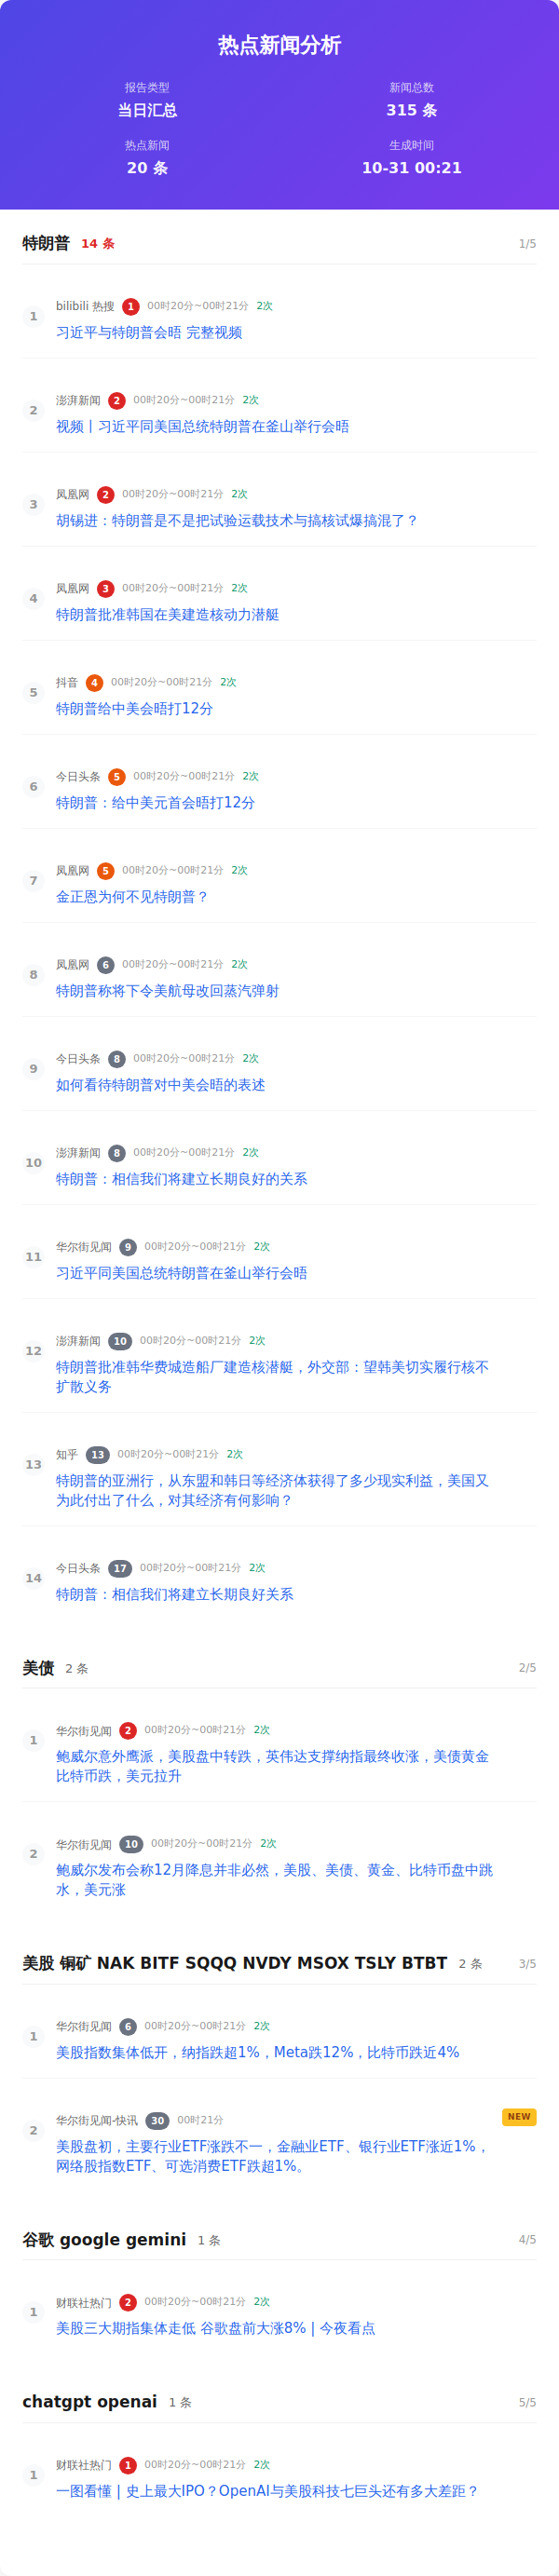 热点新闻分析
报告类型
当日汇总
新闻总数
315 条
热点新闻
20 条
生成时间
10-31 00:21
特朗普 14 条 1/5
1
bilibili 热搜 1 00时20分~00时21分 2次
习近平与特朗普会晤 完整视频
2
澎湃新闻 2 00时20分~00时21分 2次
视频丨习近平同美国总统特朗普在釜山举行会晤
3
凤凰网 2 00时20分~00时21分 2次
胡锡进：特朗普是不是把试验运载技术与搞核试爆搞混了？
4
凤凰网 3 00时20分~00时21分 2次
特朗普批准韩国在美建造核动力潜艇
5
抖音 4 00时20分~00时21分 2次
特朗普给中美会晤打12分
6
今日头条 5 00时20分~00时21分 2次
特朗普：给中美元首会晤打12分
7
凤凰网 5 00时20分~00时21分 2次
金正恩为何不见特朗普？
8
凤凰网 6 00时20分~00时21分 2次
特朗普称将下令美航母改回蒸汽弹射
9
今日头条 8 00时20分~00时21分 2次
如何看待特朗普对中美会晤的表述
10
澎湃新闻 8 00时20分~00时21分 2次
特朗普：相信我们将建立长期良好的关系
11
华尔街见闻 9 00时20分~00时21分 2次
习近平同美国总统特朗普在釜山举行会晤
12
澎湃新闻 10 00时20分~00时21分 2次
特朗普批准韩华费城造船厂建造核潜艇，外交部：望韩美切实履行核不
扩散义务
13
知乎 13 00时20分~00时21分 2次
特朗普的亚洲行，从东盟和韩日等经济体获得了多少现实利益，美国又
为此付出了什么，对其经济有何影响？
14
今日头条 17 00时20分~00时21分 2次
特朗普：相信我们将建立长期良好关系
美债 2 条 2/5
1
华尔街见闻 2 00时20分~00时21分 2次
鲍威尔意外鹰派，美股盘中转跌，英伟达支撑纳指最终收涨，美债黄金
比特币跌，美元拉升
2
华尔街见闻 10 00时20分~00时21分 2次
鲍威尔发布会称12月降息并非必然，美股、美债、黄金、比特币盘中跳
水，美元涨
美股 铜矿 NAK BITF SQQQ NVDY MSOX TSLY BTBT 2 条 3/5
1
华尔街见闻 6 00时20分~00时21分 2次
美股指数集体低开，纳指跌超1%，Meta跌12%，比特币跌近4%
2
华尔街见闻-快讯 30 00时21分 NEW
美股盘初，主要行业ETF涨跌不一，金融业ETF、银行业ETF涨近1%，
网络股指数ETF、可选消费ETF跌超1%。
谷歌 google gemini 1 条 4/5
1
财联社热门 2 00时20分~00时21分 2次
美股三大期指集体走低 谷歌盘前大涨8% | 今夜看点
chatgpt openai 1 条 5/5
1
财联社热门 1 00时20分~00时21分 2次
一图看懂 | 史上最大IPO？OpenAI与美股科技七巨头还有多大差距？